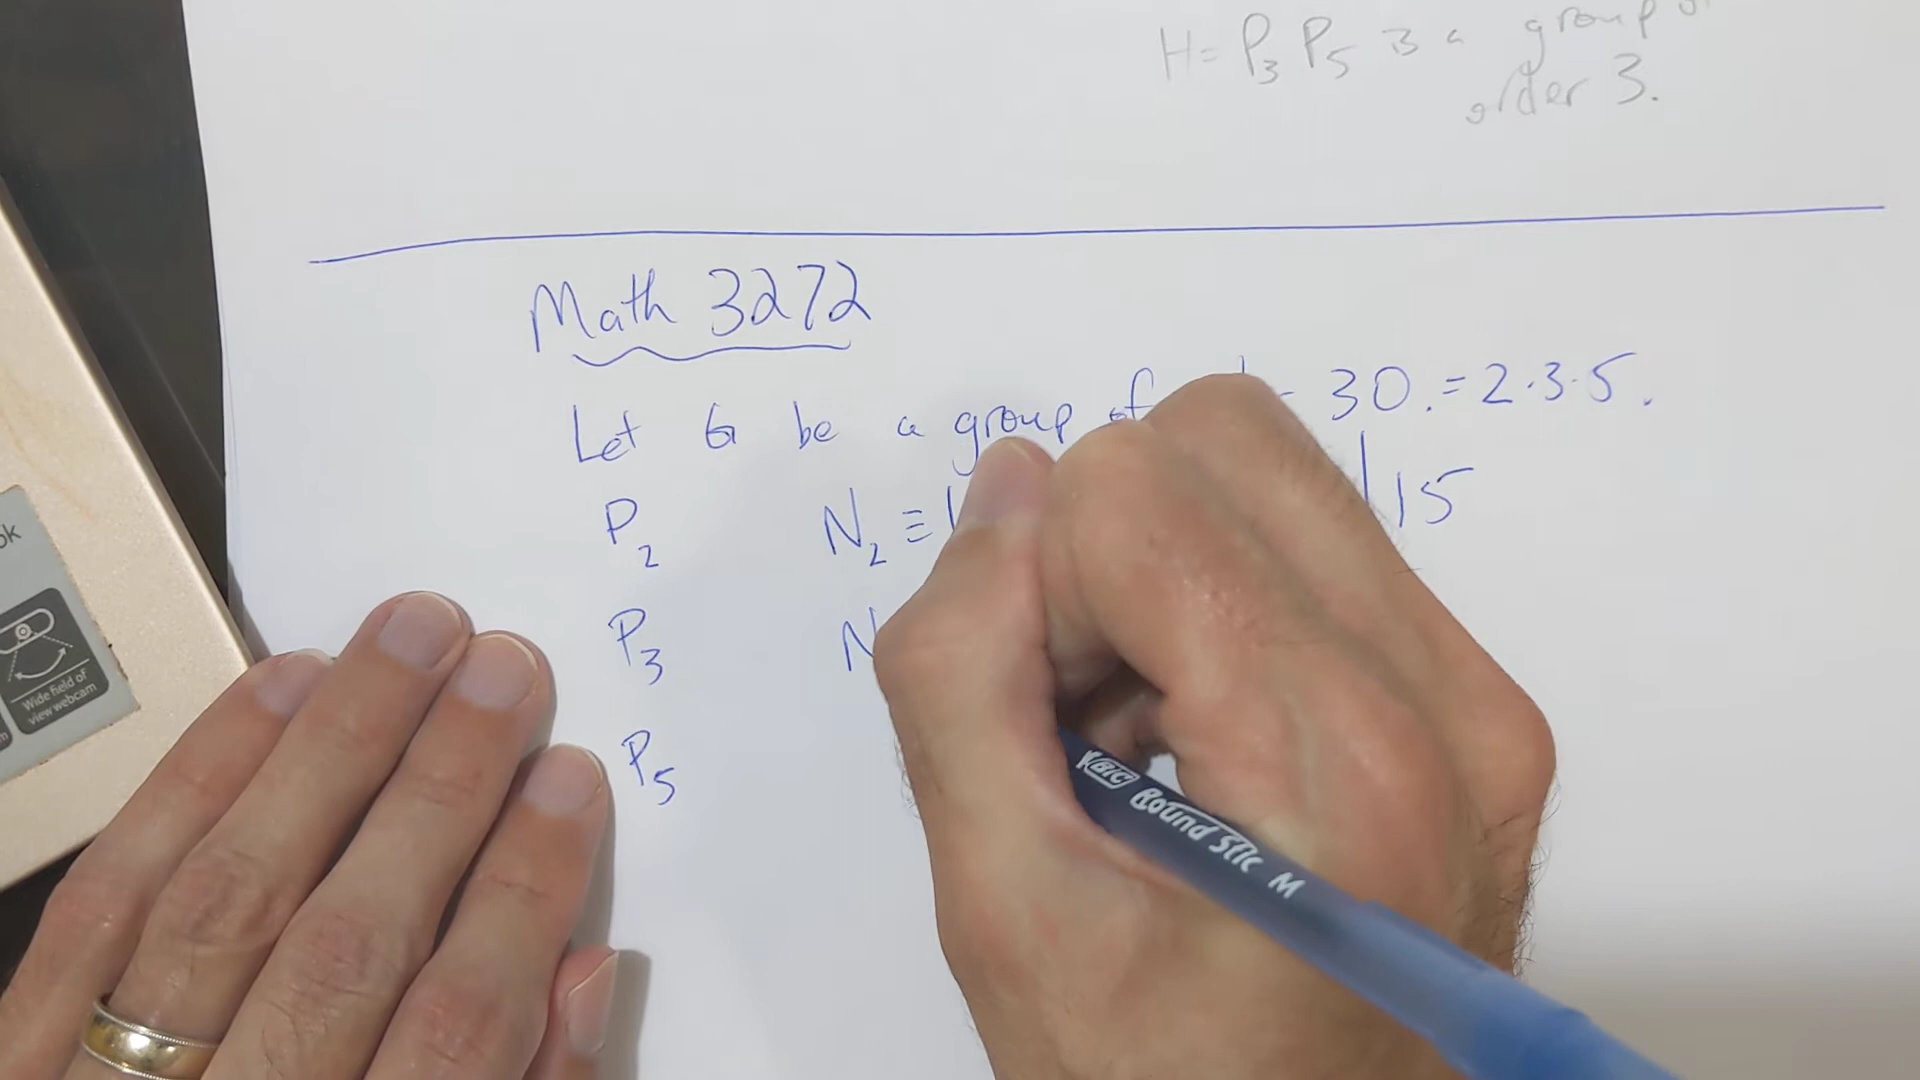 H = P₃ P₅ is a group
order 3.
Math 3272
Let G be a group of 30. = 2·3·5.
P₂ N₂ ≡ 1 | 15
P₃ N
P₅
ok
Wide field of
view webcam
m
BIC Round Stic M